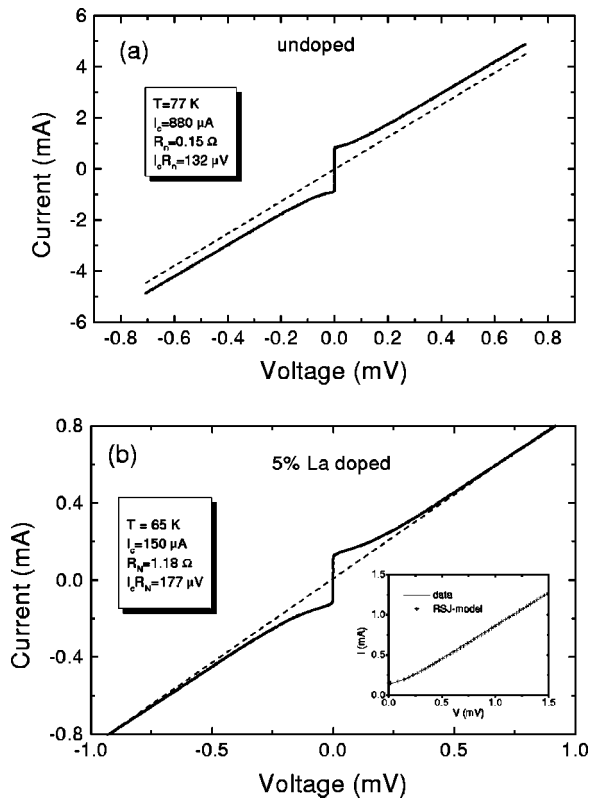 (a)
undoped
T=77 K
I_c=880 μA
R_n=0.15 Ω
I_cR_n=132 μV
6
4
2
0
-2
-4
-6
Current (mA)
-0.8 -0.6 -0.4 -0.2 0.0 0.2 0.4 0.6 0.8
Voltage (mV)
(b)
5% La doped
T = 65 K
I_c=150 μA
R_N=1.18 Ω
I_cR_N=177 μV
0.8
0.4
0.0
-0.4
-0.8
Current (mA)
1.5
1.0
0.5
0.0
I (mA)
data
RSJ-model
0.0 0.5 1.0 1.5
V (mV)
-1.0 -0.5 0.0 0.5 1.0
Voltage (mV)